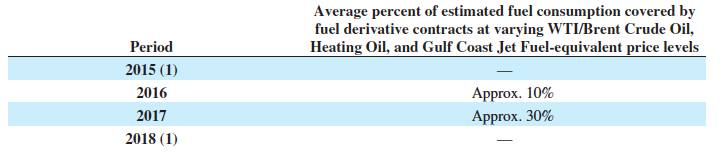 Average percent of estimated fuel consumption covered by
fuel derivative contracts at varying WTI/Brent Crude Oil,
Period Heating Oil, and Gulf Coast Jet Fuel-equivalent price levels
2015 (1) —
2016 Approx. 10%
2017 Approx. 30%
2018 (1) —